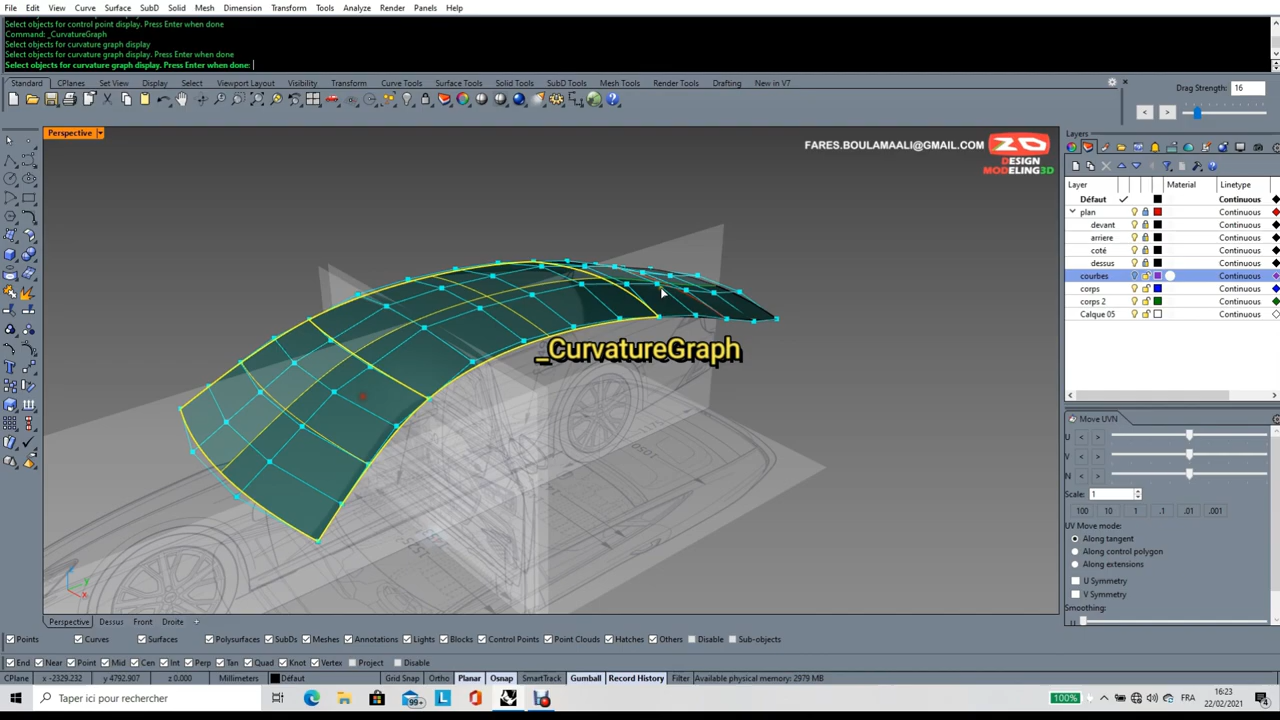 File Edit View Curve Surface SubD Solid Mesh Dimension Transform Tools Analyze Render Panels Help
Select objects for control point display. Press Enter when done
Command: _CurvatureGraph
Select objects for curvature graph display
Select objects for curvature graph display. Press Enter when done
Select objects for curvature graph display. Press Enter when done:
Standard CPlanes Set View Display Select Viewport Layout Visibility Transform Curve Tools Surface Tools Solid Tools SubD Tools Mesh Tools Render Tools Drafting New in V7
Drag Strength: 16
< >
Perspective
FARES.BOULAMAALI@GMAIL.COM
DESIGN
MODELING3D
Layers
Layer Material Linetype
Défaut Continuous
plan Continuous
devant Continuous
arriere Continuous
coté Continuous
dessus Continuous
courbes Continuous
corps Continuous
corps 2 Continuous
Calque 05 Continuous
_CurvatureGraph
Move UVN
U < >
V < >
N < >
Scale: 1
100 10 1 .1 .01 .001
UV Move mode:
Along tangent
Along control polygon
Along extensions
U Symmetry
V Symmetry
Smoothing:
U
x y z
Perspective Dessus Front Droite +
Points Curves Surfaces Polysurfaces SubDs Meshes Annotations Lights Blocks Control Points Point Clouds Hatches Others Disable Sub-objects
End Near Point Mid Cen Int Perp Tan Quad Knot Vertex Project Disable
CPlane x -2329.232 y 4792.907 z 0.000 Millimeters Défaut Grid Snap Ortho Planar Osnap SmartTrack Gumball Record History Filter Available physical memory: 2979 MB
Taper ici pour rechercher
99+
100%
FRA
16:23
22/02/2021
4